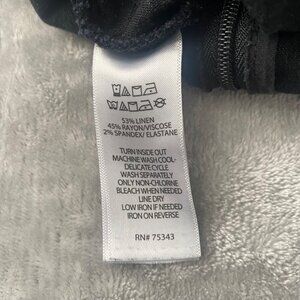 53% LINEN
45% RAYON/VISCOSE
2% SPANDEX/ ELASTANE
TURN INSIDE OUT
MACHINE WASH COOL-
DELICATE CYCLE
WASH SEPARATELY
ONLY NON-CHLORINE
BLEACH WHEN NEEDED
LINE DRY
LOW IRON IF NEEDED
IRON ON REVERSE
RN# 75343